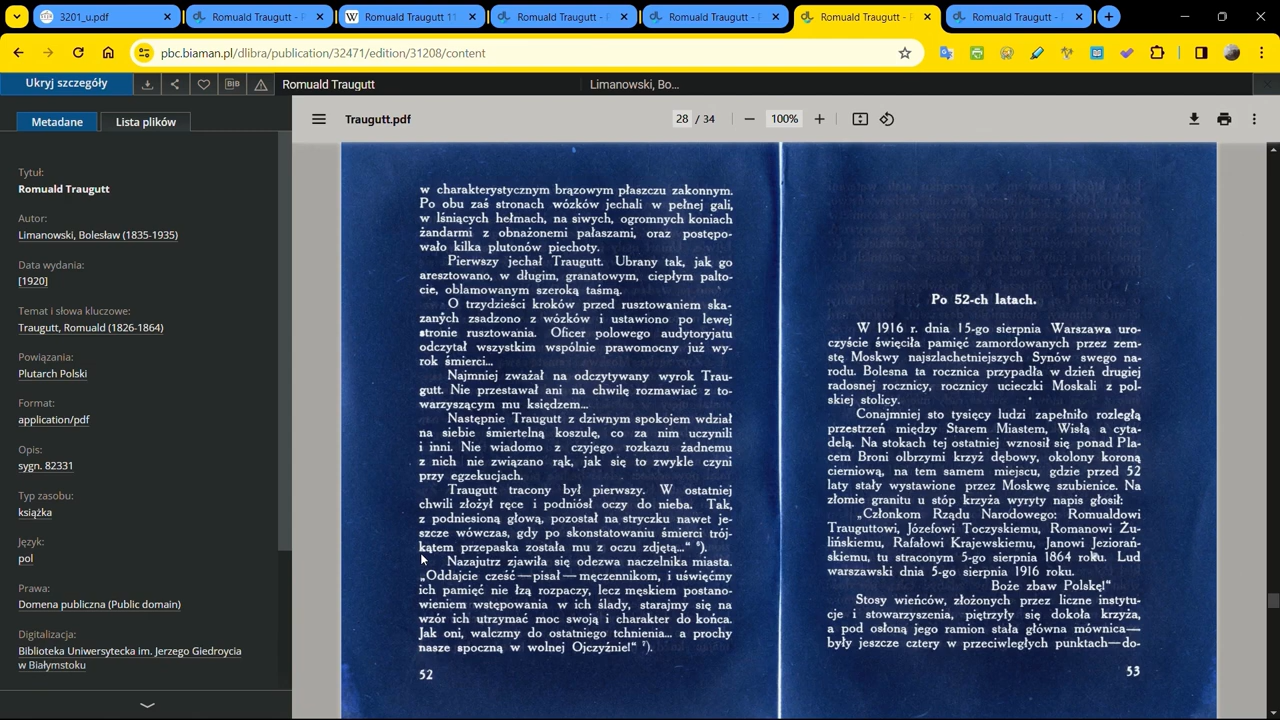 3201_u.pdf
Romuald Traugutt -
Romuald Traugutt 11
Romuald Traugutt -
Romuald Traugutt -
Romuald Traugutt -
Romuald Traugutt -
pbc.biaman.pl/dlibra/publication/32471/edition/31208/content
Ukryj szczegóły
BIB
Romuald Traugutt
Limanowski, Bo...
Metadane
Lista plików
Tytuł:
Romuald Traugutt
Autor:
Limanowski, Bolesław (1835-1935)
Data wydania:
[1920]
Temat i słowa kluczowe:
Traugutt, Romuald (1826-1864)
Powiązania:
Plutarch Polski
Format:
application/pdf
Opis:
sygn. 82331
Typ zasobu:
książka
Język:
pol
Prawa:
Domena publiczna (Public domain)
Digitalizacja:
Biblioteka Uniwersytecka im. Jerzego Giedroycia
w Białymstoku
Traugutt.pdf
28 / 34
100%
w charakterystycznym brązowym płaszczu zakonnym.
Po obu zaś stronach wózków jechali w pełnej gali,
w lśniących hełmach, na siwych, ogromnych koniach
żandarmi z obnażonemi pałaszami, oraz postępo-
wało kilka plutonów piechoty.
Pierwszy jechał Traugutt. Ubrany tak, jak go
aresztowano, w długim, granatowym, ciepłym palto-
cie, oblamowanym szeroką taśmą.
O trzydzieści kroków przed rusztowaniem ska-
zanych zsadzono z wózków i ustawiono po lewej
stronie rusztowania. Oficer polowego audytoryjatu
odczytał wszystkim wspólnie prawomocny już wy-
rok śmierci...
Najmniej zważał na odczytywany wyrok Trau-
gutt. Nie przestawał ani na chwilę rozmawiać z to-
warzyszącym mu księdzem...
Następnie Traugutt z dziwnym spokojem wdział
na siebie śmiertelną koszulę, co za nim uczynili
i inni. Nie wiadomo z czyjego rozkazu żadnemu
z nich nie związano rąk, jak się to zwykle czyni
przy egzekucjach.
Traugutt tracony był pierwszy. W ostatniej
chwili złożył ręce i podniósł oczy do nieba. Tak,
z podniesioną głową, pozostał na stryczku nawet je-
szcze wówczas, gdy po skonstatowaniu śmierci trój-
kątem przepaska została mu z oczu zdjętą..." ⁶).
Nazajutrz zjawiła się odezwa naczelnika miasta.
„Oddajcie cześć—pisał—męczennikom, i uświęćmy
ich pamięć nie łzą rozpaczy, lecz męskiem postano-
wieniem wstępowania w ich ślady, starajmy się na
wzór ich utrzymać moc swoją i charakter do końca.
Jak oni, walczmy do ostatniego tchnienia... a prochy
nasze spoczną w wolnej Ojczyźnie!" ⁷).
52
Po 52-ch latach.
W 1916 r. dnia 15-go sierpnia Warszawa uro-
czyście święciła pamięć zamordowanych przez zem-
stę Moskwy najszlachetniejszych Synów swego na-
rodu. Bolesna ta rocznica przypadła w dzień drugiej
radosnej rocznicy, rocznicy ucieczki Moskali z pol-
skiej stolicy.
Conajmniej sto tysięcy ludzi zapełniło rozległą
przestrzeń między Starem Miastem, Wisłą a cyta-
delą. Na stokach tej ostatniej wznosił się ponad Pla-
cem Broni olbrzymi krzyż dębowy, okolony koroną
cierniową, na tem samem miejscu, gdzie przed 52
laty stały wystawione przez Moskwę szubienice. Na
złomie granitu u stóp krzyża wyryty napis głosił:
„Członkom Rządu Narodowego: Romualdowi
Trauguttowi, Józefowi Toczyskiemu, Romanowi Żu-
lińskiemu, Rafałowi Krajewskiemu, Janowi Jeziorań-
skiemu, tu straconym 5-go sierpnia 1864 roku. Lud
warszawski dnia 5-go sierpnia 1916 roku.
Boże zbaw Polskę!"
Stosy wieńców, złożonych przez liczne instytu-
cje i stowarzyszenia, piętrzyły się dokoła krzyża,
a pod osłoną jego ramion stała główna mównica—
były jeszcze cztery w przeciwległych punktach—do-
53